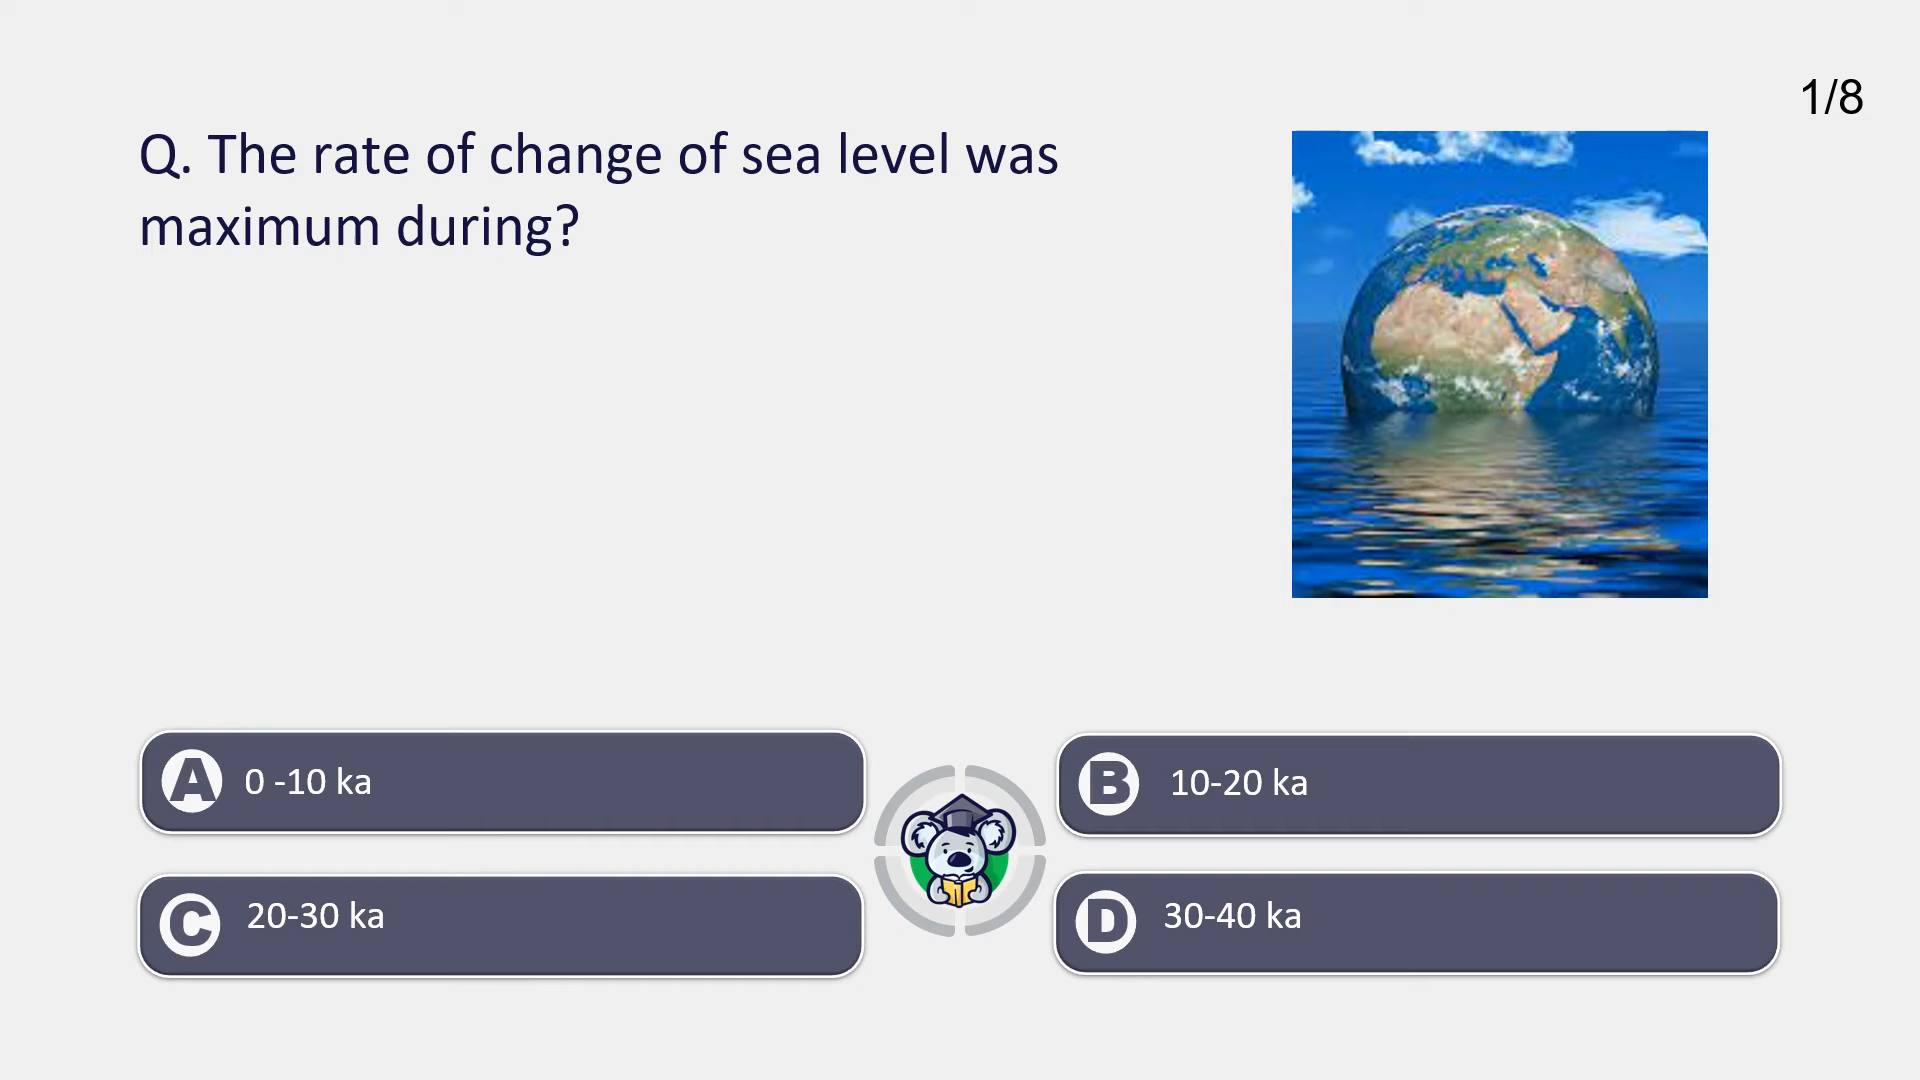 1/8
Q. The rate of change of sea level was
maximum during?
A 0 -10 ka
B 10-20 ka
C 20-30 ka
D 30-40 ka